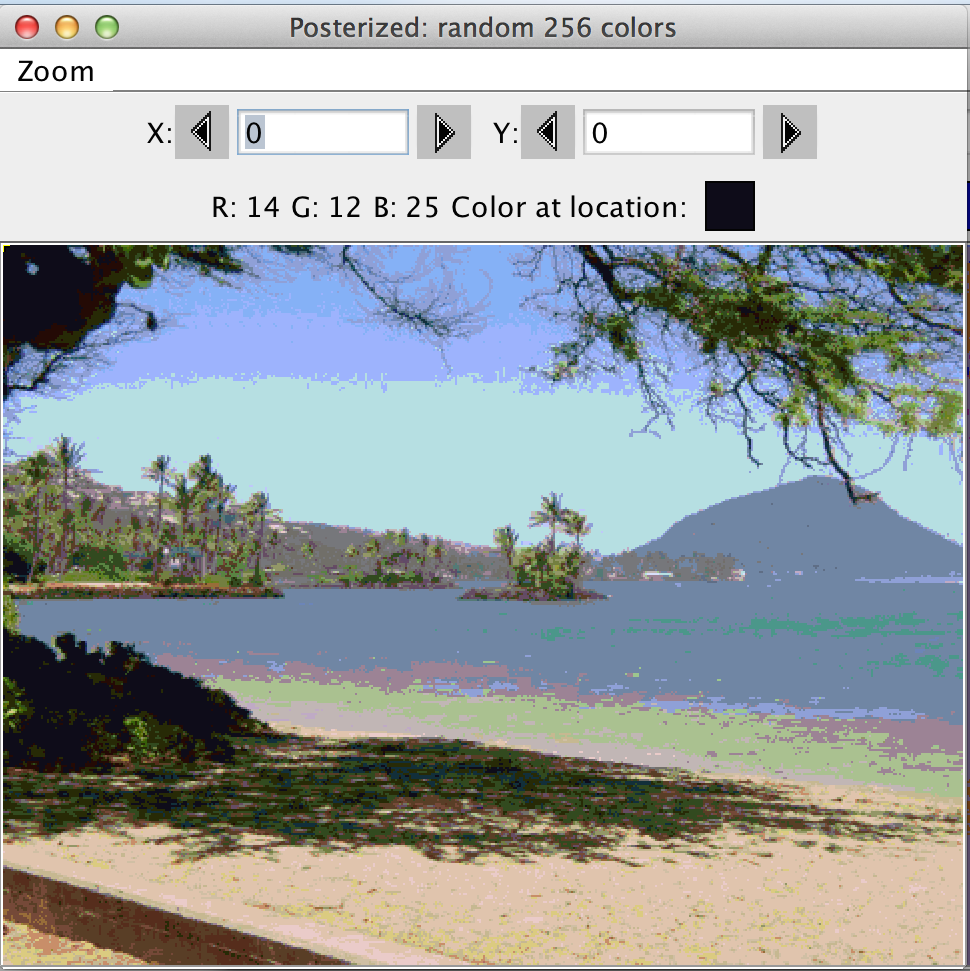 Posterized: random 256 colors
Zoom
X: 0 Y: 0
R: 14 G: 12 B: 25 Color at location: